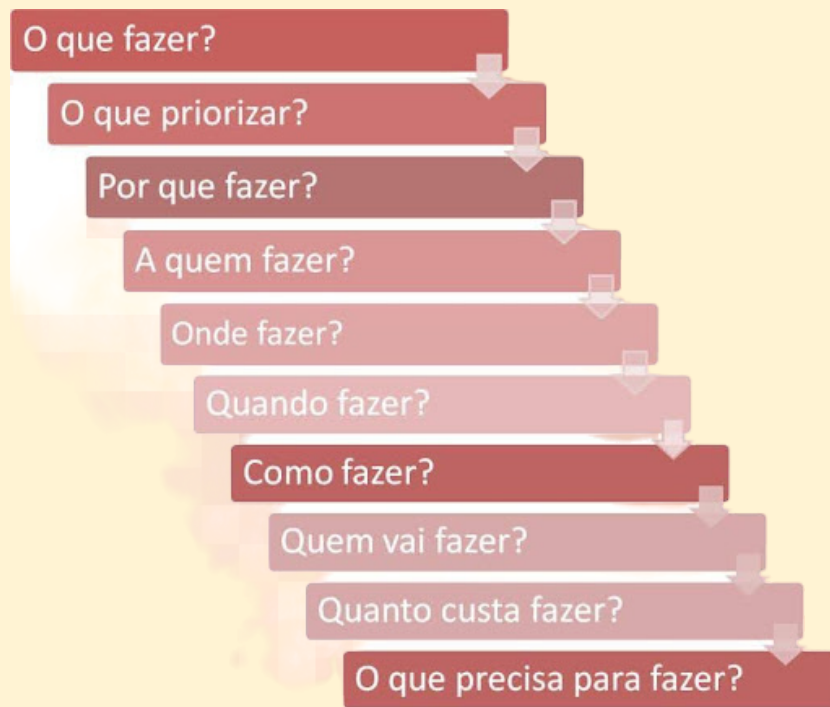 O que fazer?
O que priorizar?
Por que fazer?
A quem fazer?
Onde fazer?
Quando fazer?
Como fazer?
Quem vai fazer?
Quanto custa fazer?
O que precisa para fazer?